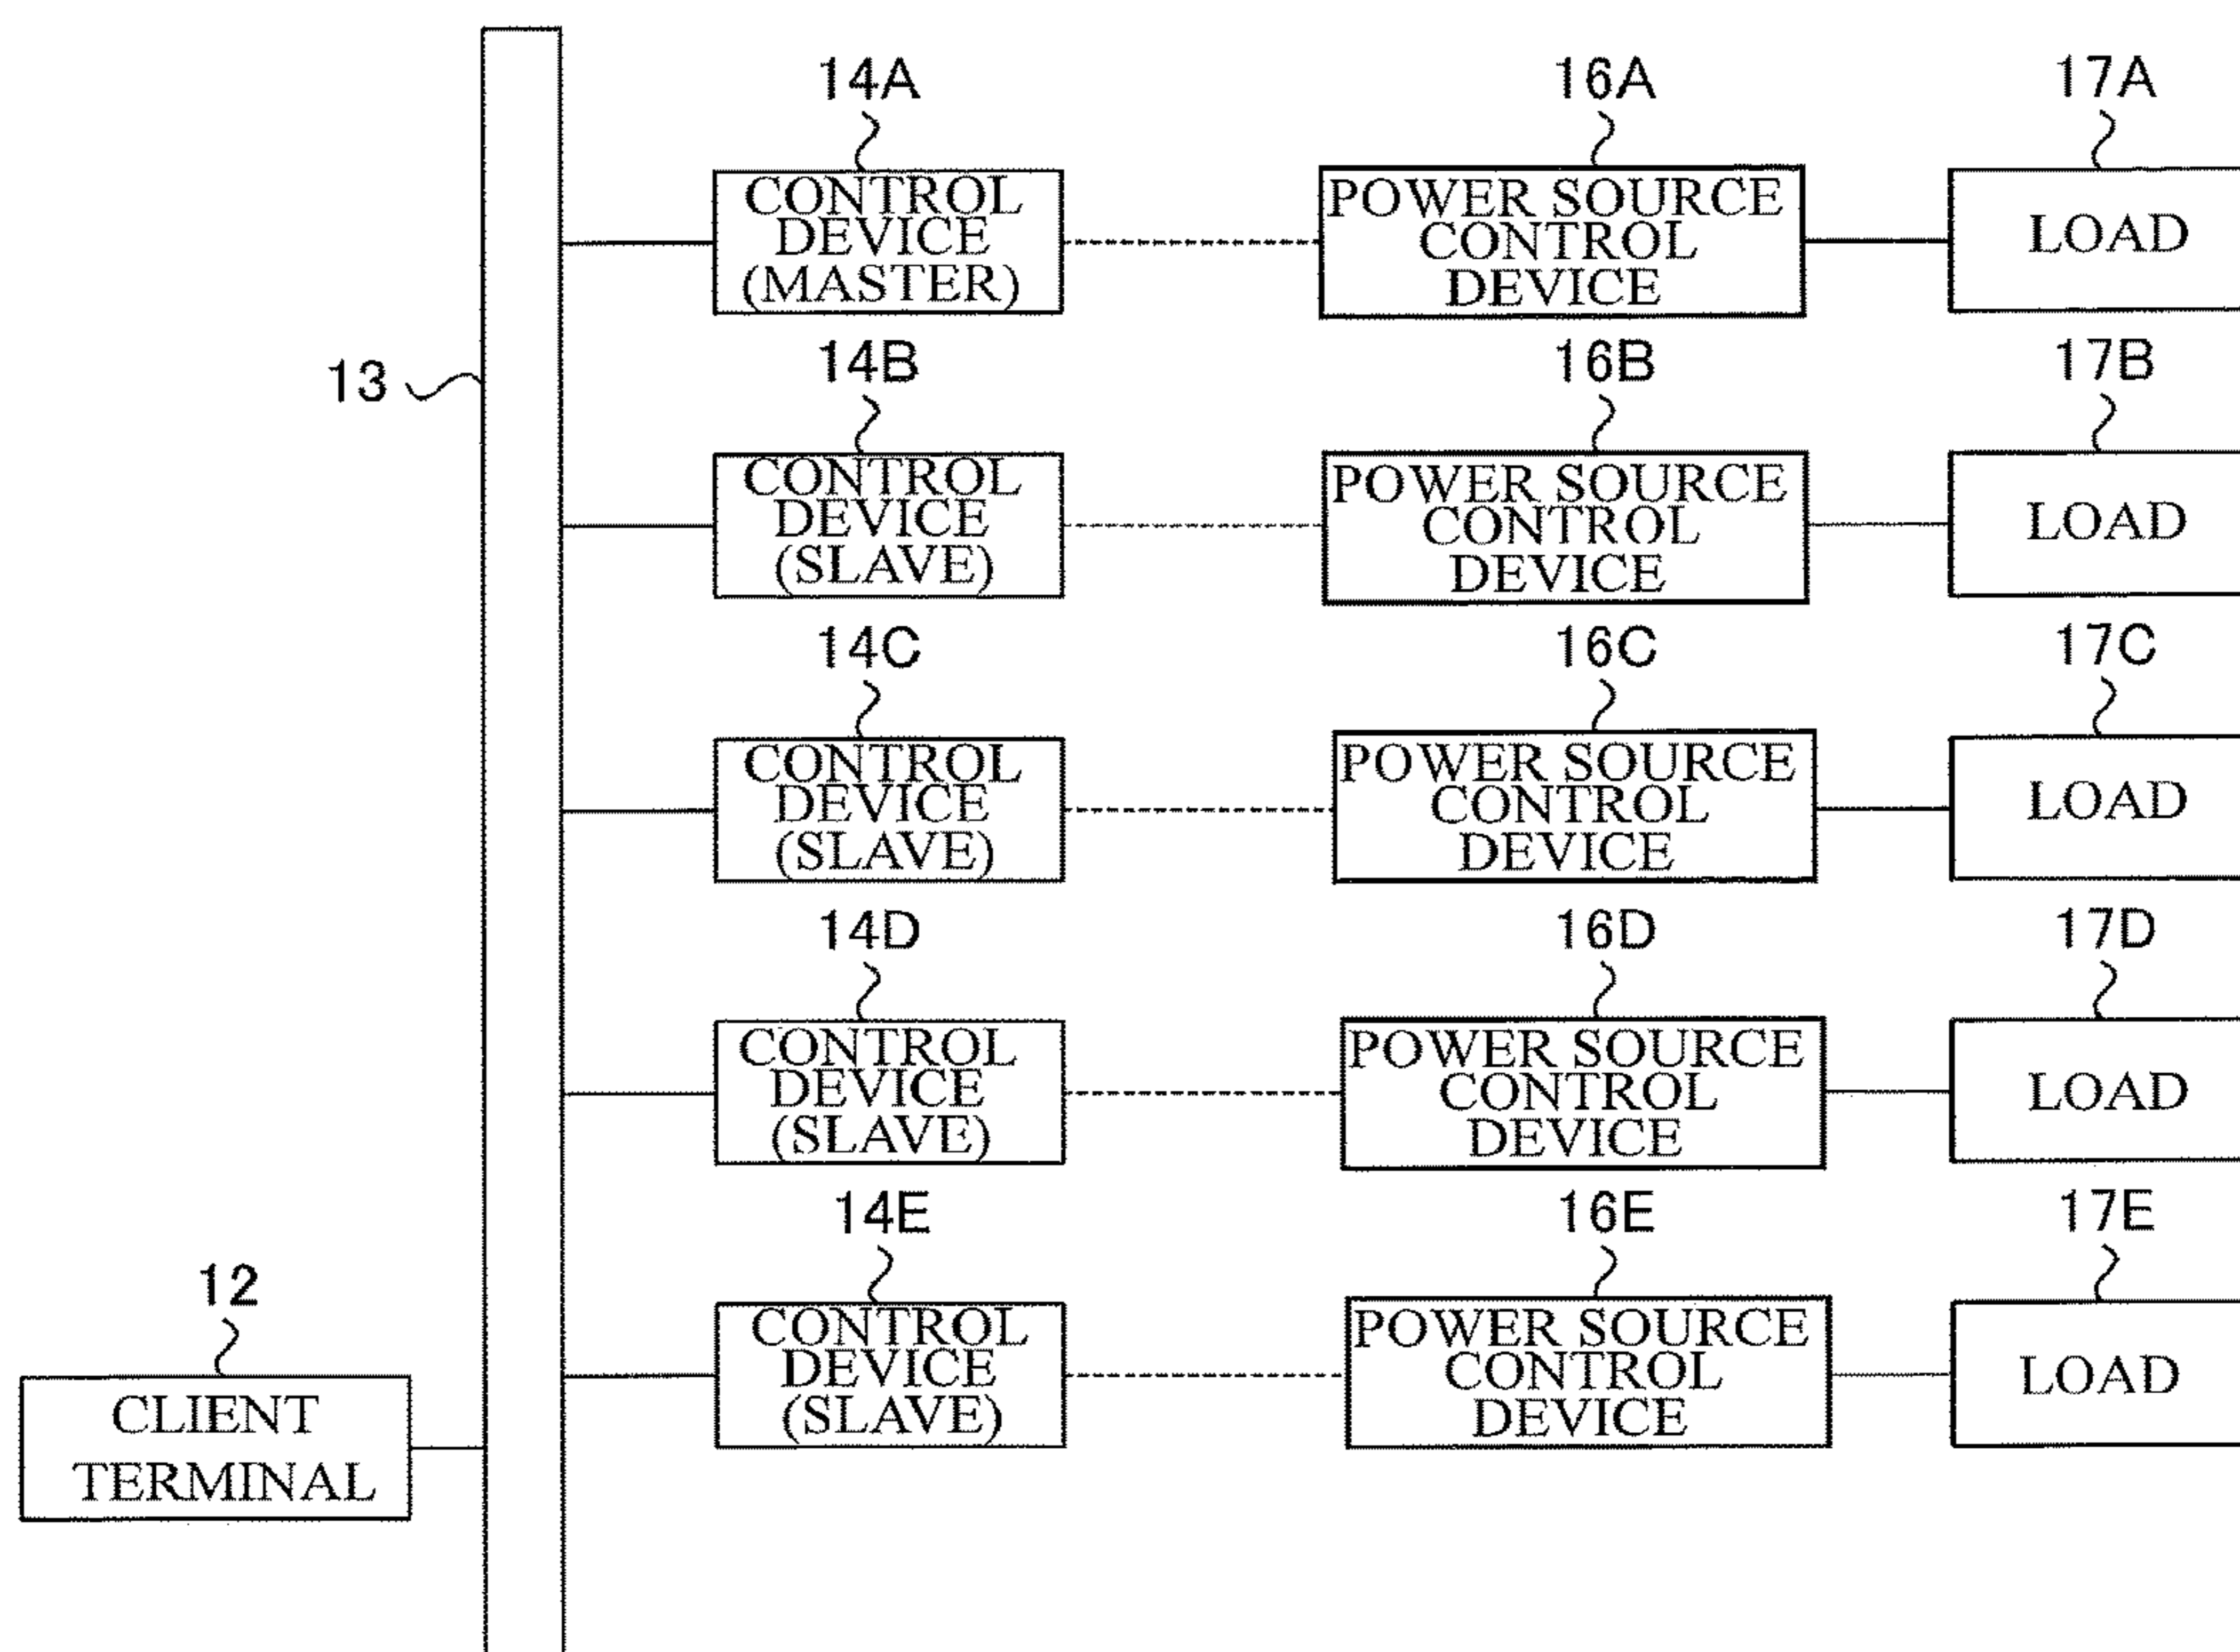 14A
16A
17A
CONTROL
DEVICE
(MASTER)
POWER SOURCE
CONTROL
DEVICE
LOAD
13
14B
16B
17B
CONTROL
DEVICE
(SLAVE)
POWER SOURCE
CONTROL
DEVICE
LOAD
14C
16C
17C
CONTROL
DEVICE
(SLAVE)
POWER SOURCE
CONTROL
DEVICE
LOAD
14D
16D
17D
CONTROL
DEVICE
(SLAVE)
POWER SOURCE
CONTROL
DEVICE
LOAD
14E
16E
17E
CONTROL
DEVICE
(SLAVE)
POWER SOURCE
CONTROL
DEVICE
LOAD
12
CLIENT
TERMINAL